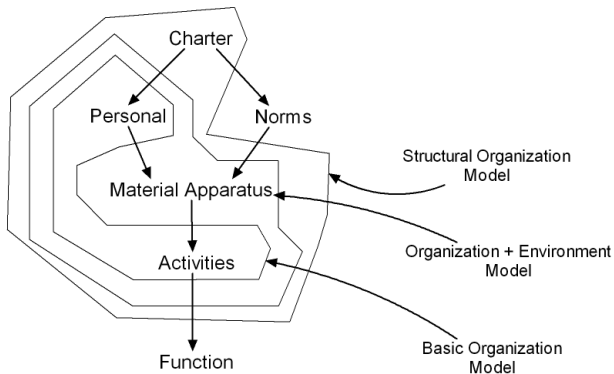 Charter
Personal
Norms
Structural Organization
Model
Material Apparatus
Organization + Environment
Model
Activities
Basic Organization
Model
Function